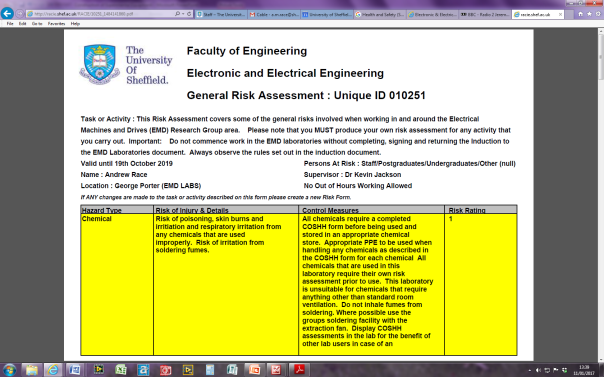 File Edit Go to Favorites Help
The
University
Of
Sheffield.
Faculty of Engineering
Electronic and Electrical Engineering
General Risk Assessment : Unique ID 010251
Task or Activity : This Risk Assessment covers some of the general risks involved when working in and around the Electrical
Machines and Drives (EMD) Research Group area. Please note that you MUST produce your own risk assessment for any activity that
you carry out. Important: Do not commence work in the EMD laboratories without completing, signing and returning the Induction to
the EMD Laboratories document. Always observe the rules set out in the induction document.
Valid until 19th October 2019 Persons At Risk : Staff/Postgraduates/Undergraduates/Other (null)
Name : Andrew Race Supervisor : Dr Kevin Jackson
Location : George Porter (EMD LABS) No Out of Hours Working Allowed
If ANY changes are made to the task or activity described on this form please create a new Risk Form.
Hazard Type Risk of Injury & Details Control Measures Risk Rating
Chemical
Risk of poisoning, skin burns and
irritation and respiratory irritation from
any chemicals that are used
improperly. Risk of irritation from
soldering fumes.
All chemicals require a completed
COSHH form before being used and
stored in an appropriate chemical
store. Appropriate PPE to be used when
handling any chemicals as described in
the COSHH form for each chemical All
chemicals that are used in this
laboratory require their own risk
assessment prior to use. This laboratory
is unsuitable for chemicals that require
anything other than standard room
ventilation. Do not inhale fumes from
soldering. Where possible use the
groups soldering facility with the
extraction fan. Display COSHH
assessments in the lab for the benefit of
other lab users in case of an
1
13:39
11/01/2017